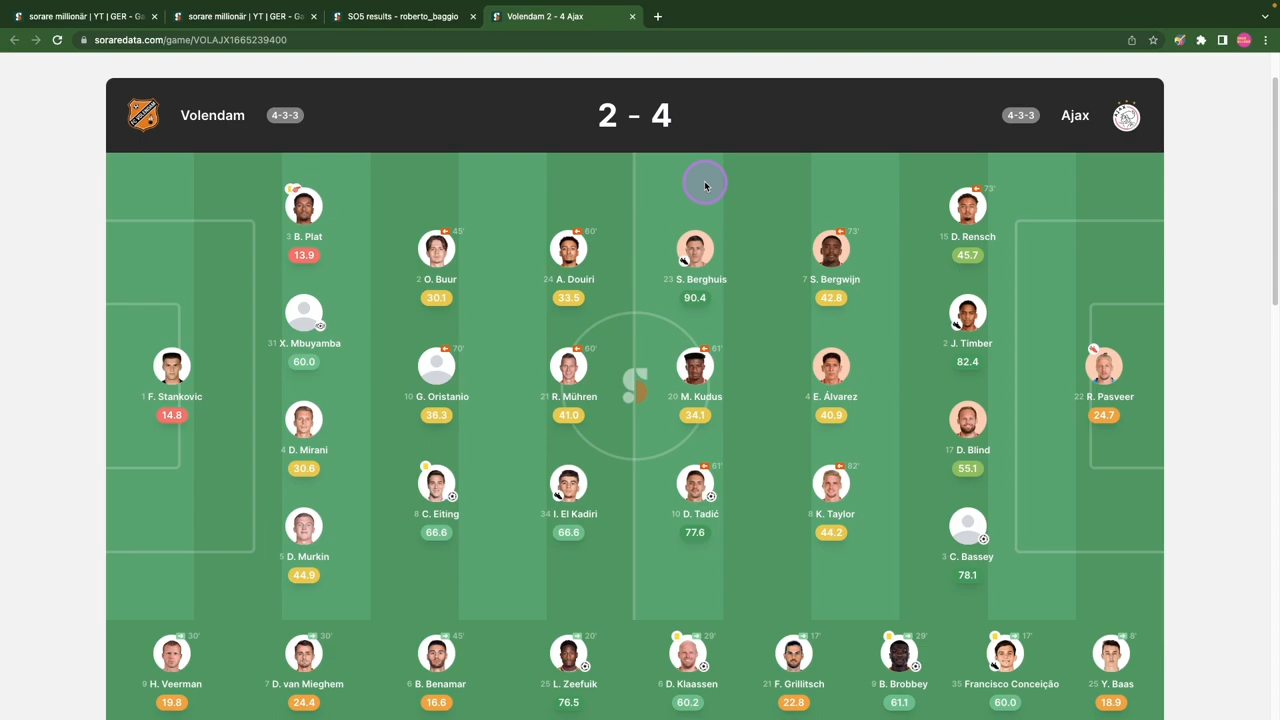 sorare millionär | YT | GER - Ga
sorare millionär | YT | GER - Ga
SO5 results - roberto_baggio
Volendam 2 - 4 Ajax
soraredata.com/game/VOLAJX1665239400
Volendam 4-3-3 2 - 4 4-3-3 Ajax
73'
3 B. Plat
13.9
15 D. Rensch
45.7
45'
2 O. Buur
30.1
60'
24 A. Douiri
33.5
23 S. Berghuis
90.4
73'
7 S. Bergwijn
42.8
31 X. Mbuyamba
60.0
2 J. Timber
82.4
1 F. Stankovic
14.8
70'
10 G. Oristanio
36.3
60'
21 R. Mühren
41.0
61'
20 M. Kudus
34.1
4 E. Álvarez
40.9
22 R. Pasveer
24.7
4 D. Mirani
30.6
17 D. Blind
55.1
8 C. Eiting
66.6
34 I. El Kadiri
66.6
61'
10 D. Tadić
77.6
82'
8 K. Taylor
44.2
5 D. Murkin
44.9
3 C. Bassey
78.1
30'
9 H. Veerman
19.8
30'
7 D. van Mieghem
24.4
45'
6 B. Benamar
16.6
20'
25 L. Zeefuik
76.5
29'
6 D. Klaassen
60.2
17'
21 F. Grillitsch
22.8
29'
9 B. Brobbey
61.1
17'
35 Francisco Conceição
60.0
8'
25 Y. Baas
18.9